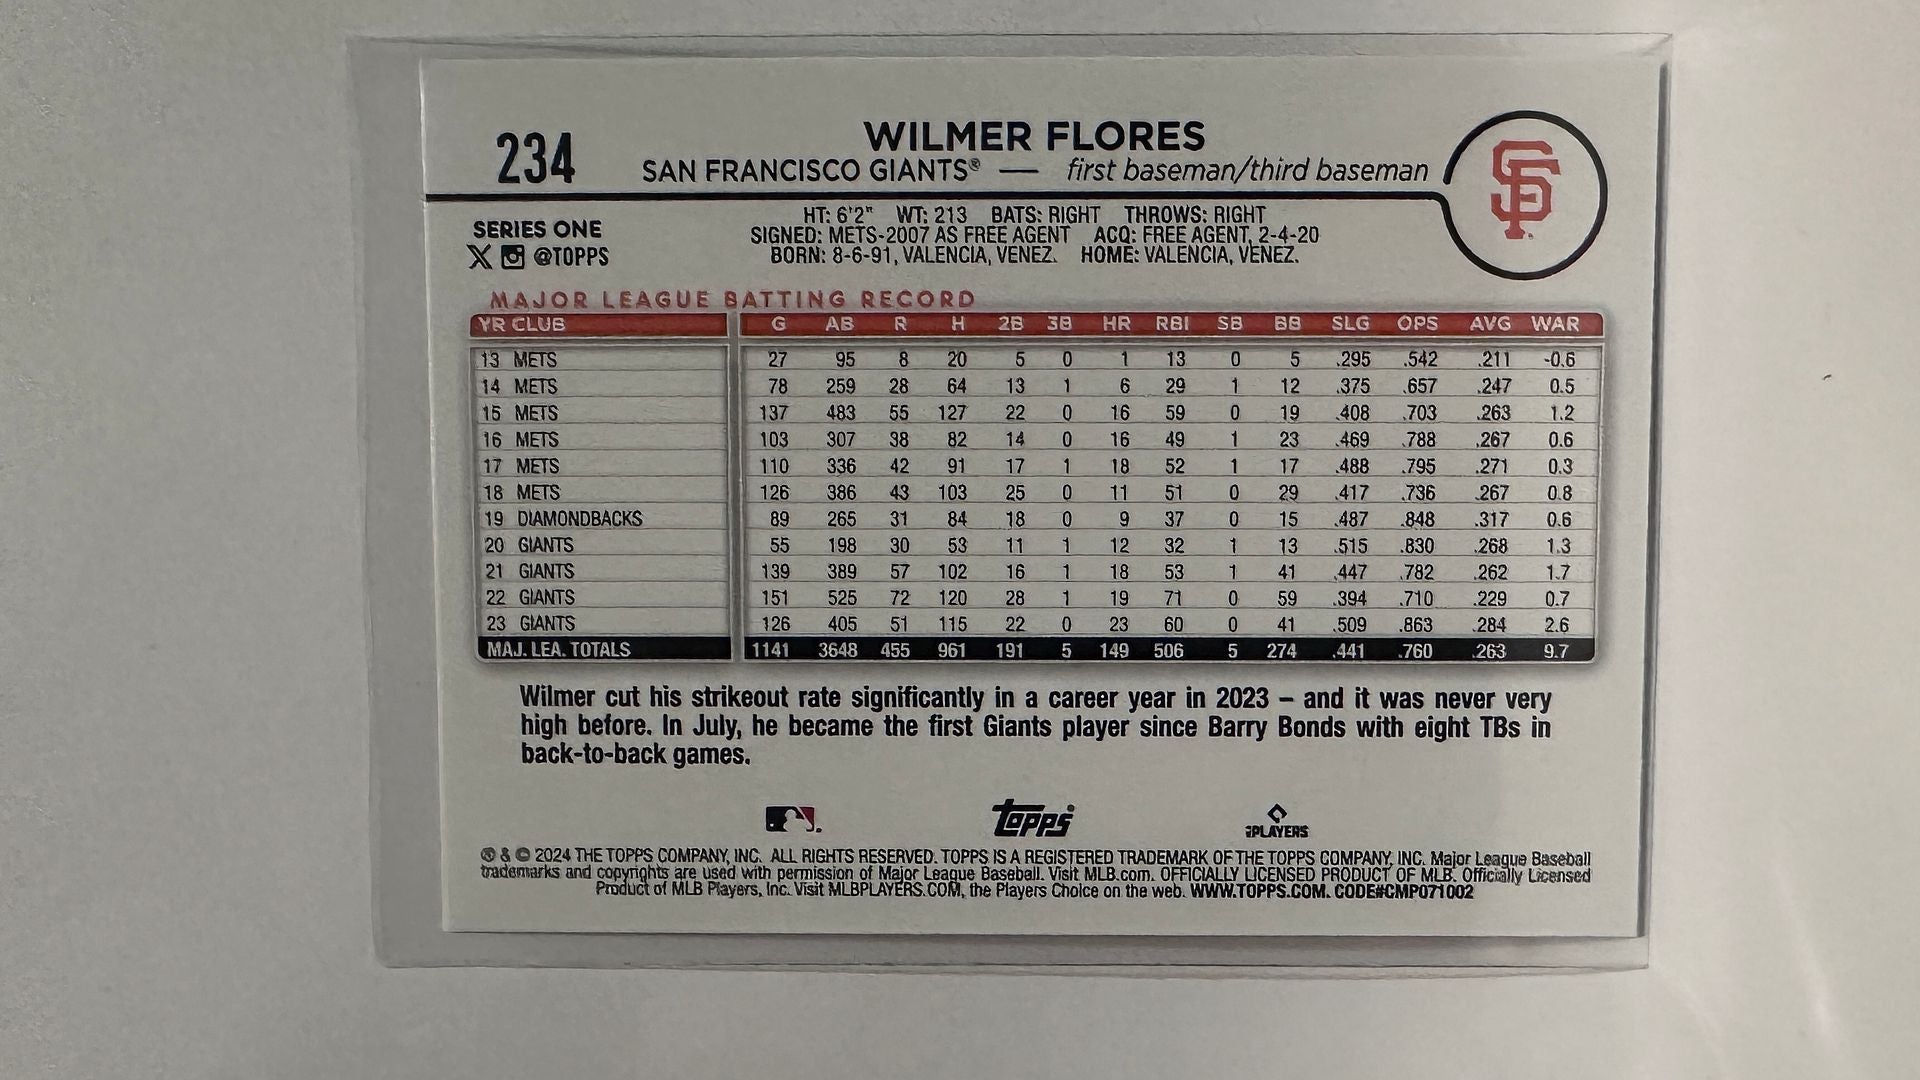 234
WILMER FLORES
SAN FRANCISCO GIANTS® — first baseman/third baseman
SF
SERIES ONE
X @TOPPS
HT: 6'2" WT: 213 BATS: RIGHT THROWS: RIGHT
SIGNED: METS-2007 AS FREE AGENT ACQ: FREE AGENT, 2-4-20
BORN: 8-6-91, VALENCIA, VENEZ. HOME: VALENCIA, VENEZ.
MAJOR LEAGUE BATTING RECORD
YR CLUB G AB R H 2B 3B HR RBI SB BB SLG OPS AVG WAR
13 METS 27 95 8 20 5 0 1 13 0 5 .295 .542 .211 -0.6
14 METS 78 259 28 64 13 1 6 29 1 12 .375 .657 .247 0.5
15 METS 137 483 55 127 22 0 16 59 0 19 .408 .703 .263 1.2
16 METS 103 307 38 82 14 0 16 49 1 23 .469 .788 .267 0.6
17 METS 110 336 42 91 17 1 18 52 1 17 .488 .795 .271 0.3
18 METS 126 386 43 103 25 0 11 51 0 29 .417 .736 .267 0.8
19 DIAMONDBACKS 89 265 31 84 18 0 9 37 0 15 .487 .848 .317 0.6
20 GIANTS 55 198 30 53 11 1 12 32 1 13 .515 .830 .268 1.3
21 GIANTS 139 389 57 102 16 1 18 53 1 41 .447 .782 .262 1.7
22 GIANTS 151 525 72 120 28 1 19 71 0 59 .394 .710 .229 0.7
23 GIANTS 126 405 51 115 22 0 23 60 0 41 .509 .863 .284 2.6
MAJ. LEA. TOTALS 1141 3648 455 961 191 5 149 506 5 274 .441 .760 .263 9.7
Wilmer cut his strikeout rate significantly in a career year in 2023 – and it was never very
high before. In July, he became the first Giants player since Barry Bonds with eight TBs in
back-to-back games.
topps
PLAYERS
® & © 2024 THE TOPPS COMPANY, INC. ALL RIGHTS RESERVED. TOPPS IS A REGISTERED TRADEMARK OF THE TOPPS COMPANY, INC. Major League Baseball
trademarks and copyrights are used with permission of Major League Baseball. Visit MLB.com. OFFICIALLY LICENSED PRODUCT OF MLB. Officially Licensed
Product of MLB Players, Inc. Visit MLBPLAYERS.COM, the Players Choice on the web. WWW.TOPPS.COM. CODE#CMP071002